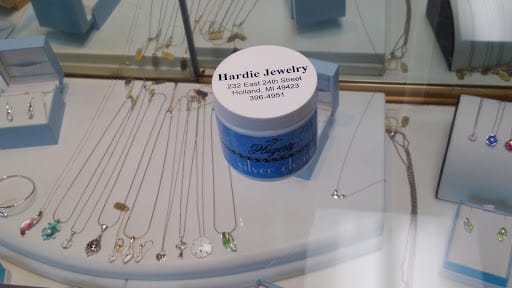 Hardie Jewelry
232 East 24th Street
Holland, MI 49423
396-4951
Hagerty
silver clean